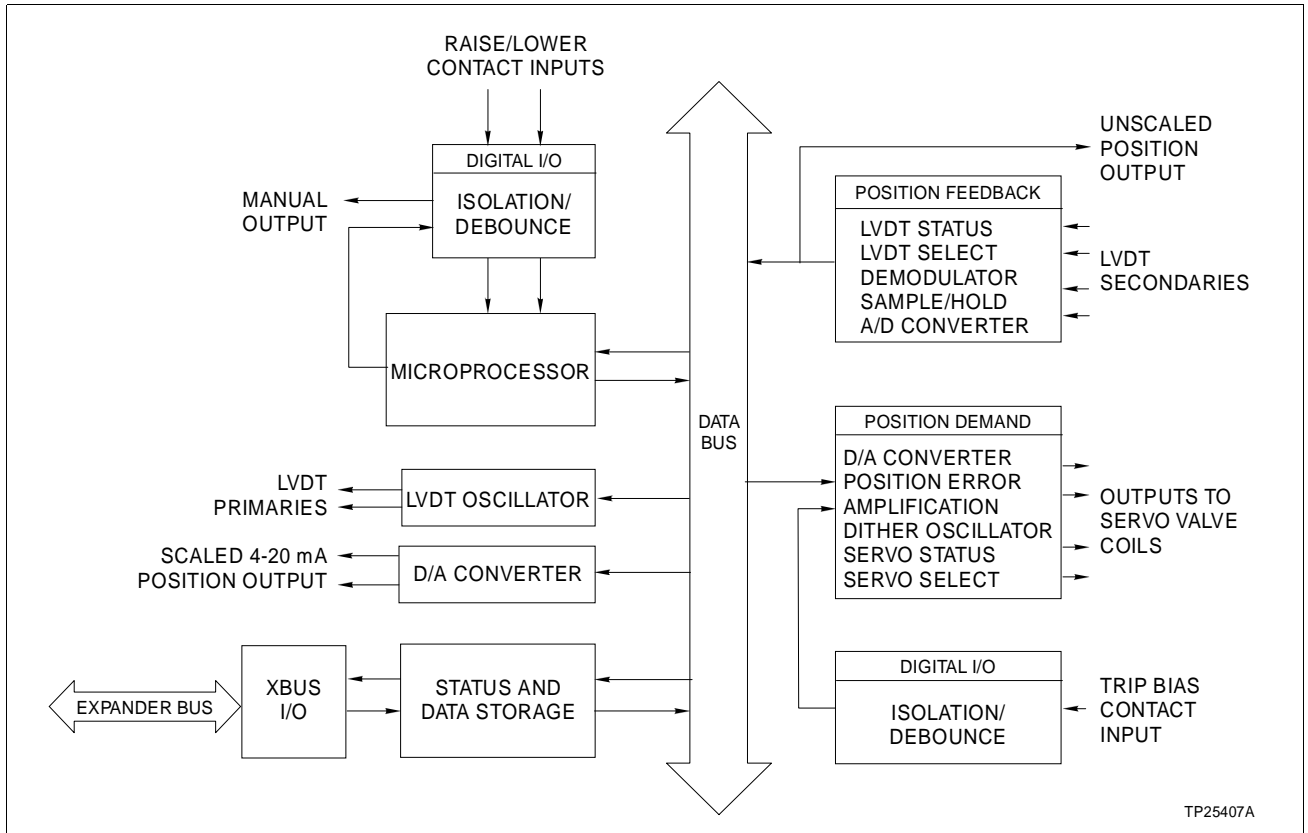 RAISE/LOWER
CONTACT INPUTS
DIGITAL I/O
ISOLATION/
DEBOUNCE
MANUAL
OUTPUT
MICROPROCESSOR
LVDT
PRIMARIES
LVDT OSCILLATOR
SCALED 4-20 mA
POSITION OUTPUT
D/A CONVERTER
EXPANDER BUS
XBUS
I/O
STATUS AND
DATA STORAGE
DATA
BUS
UNSCALED
POSITION
OUTPUT
POSITION FEEDBACK
LVDT STATUS
LVDT SELECT
DEMODULATOR
SAMPLE/HOLD
A/D CONVERTER
LVDT
SECONDARIES
POSITION DEMAND
D/A CONVERTER
POSITION ERROR
AMPLIFICATION
DITHER OSCILLATOR
SERVO STATUS
SERVO SELECT
OUTPUTS TO
SERVO VALVE
COILS
DIGITAL I/O
ISOLATION/
DEBOUNCE
TRIP BIAS
CONTACT
INPUT
TP25407A